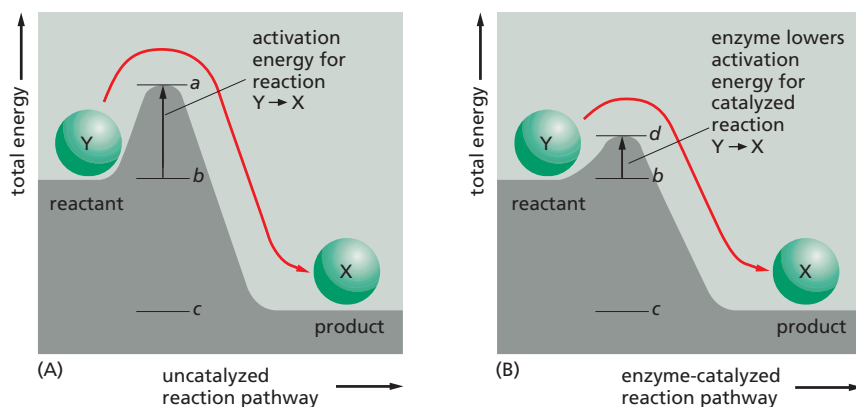 total energy
activation
energy for
reaction
Y → X
a
Y
b
reactant
X
c
product
(A)
uncatalyzed
reaction pathway
total energy
enzyme lowers
activation
energy for
catalyzed
reaction
Y → X
d
Y
b
reactant
X
c
product
(B)
enzyme-catalyzed
reaction pathway